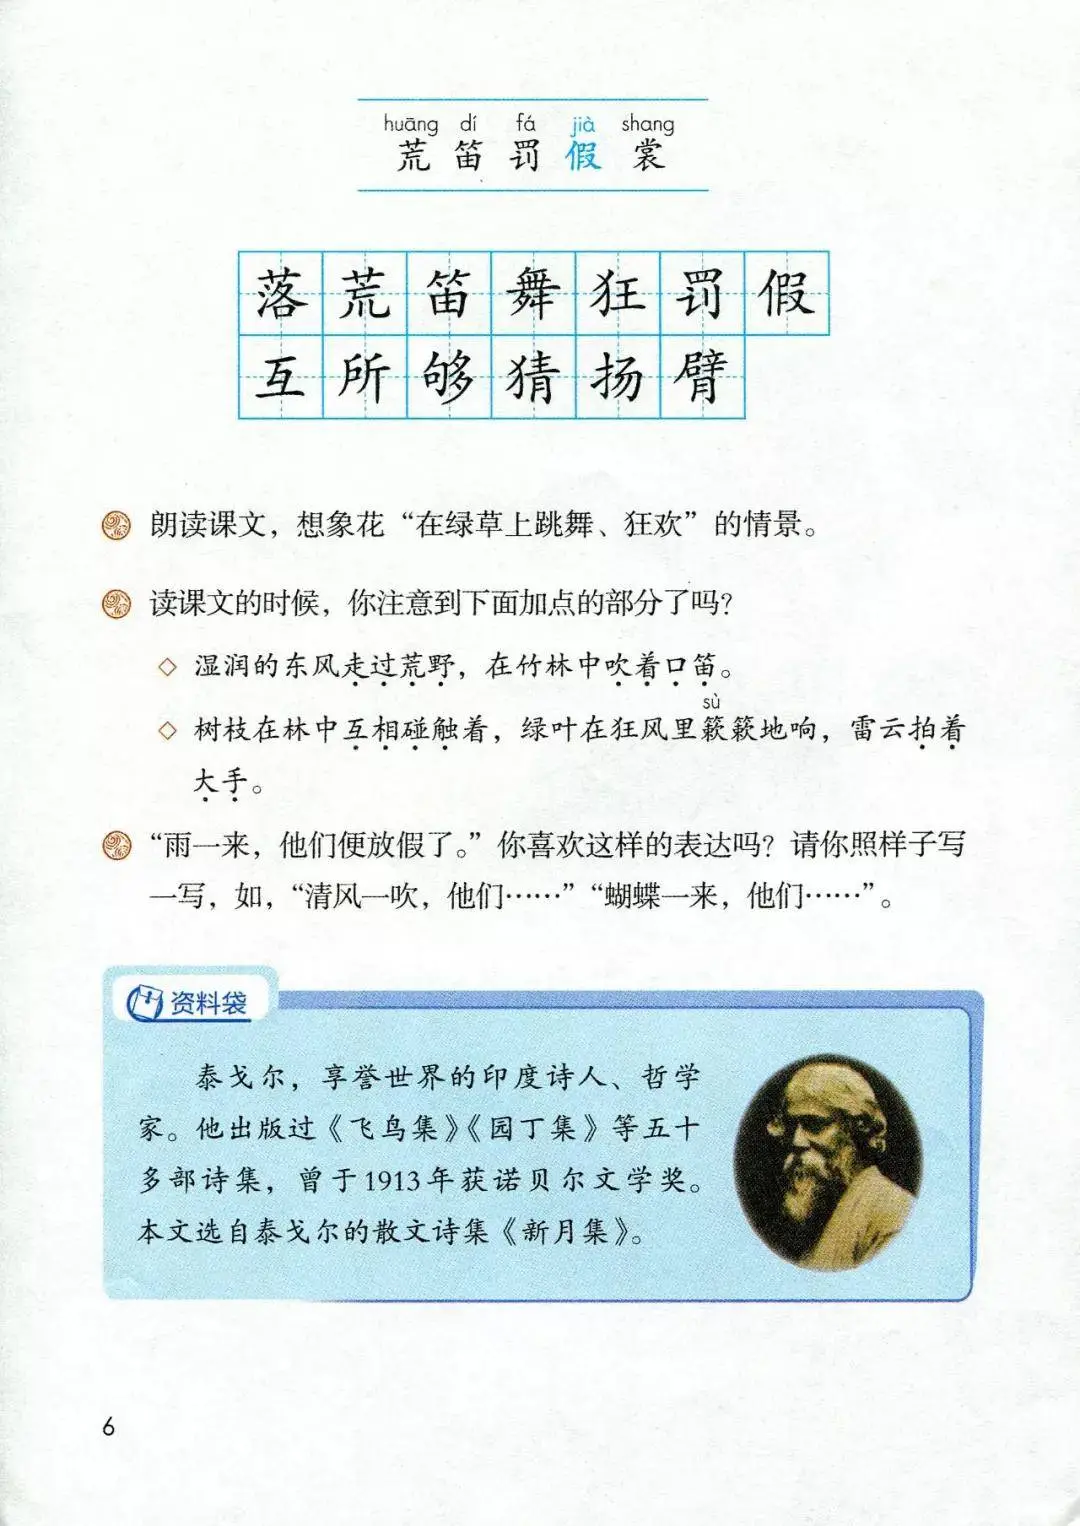 huāng dí fá jià shang
荒 笛 罚 假 裳
落荒笛舞狂罚假
互所够猜扬臂
朗读课文，想象花“在绿草上跳舞、狂欢”的情景。
读课文的时候，你注意到下面加点的部分了吗？
◇ 湿润的东风走过荒野，在竹林中吹着口笛。
sù
◇ 树枝在林中互相碰触着，绿叶在狂风里簌簌地响，雷云拍着
大手。
“雨一来，他们便放假了。”你喜欢这样的表达吗？请你照样子写
一写，如，“清风一吹，他们……”“蝴蝶一来，他们……”。
资料袋
泰戈尔，享誉世界的印度诗人、哲学
家。他出版过《飞鸟集》《园丁集》等五十
多部诗集，曾于1913年获诺贝尔文学奖。
本文选自泰戈尔的散文诗集《新月集》。
6